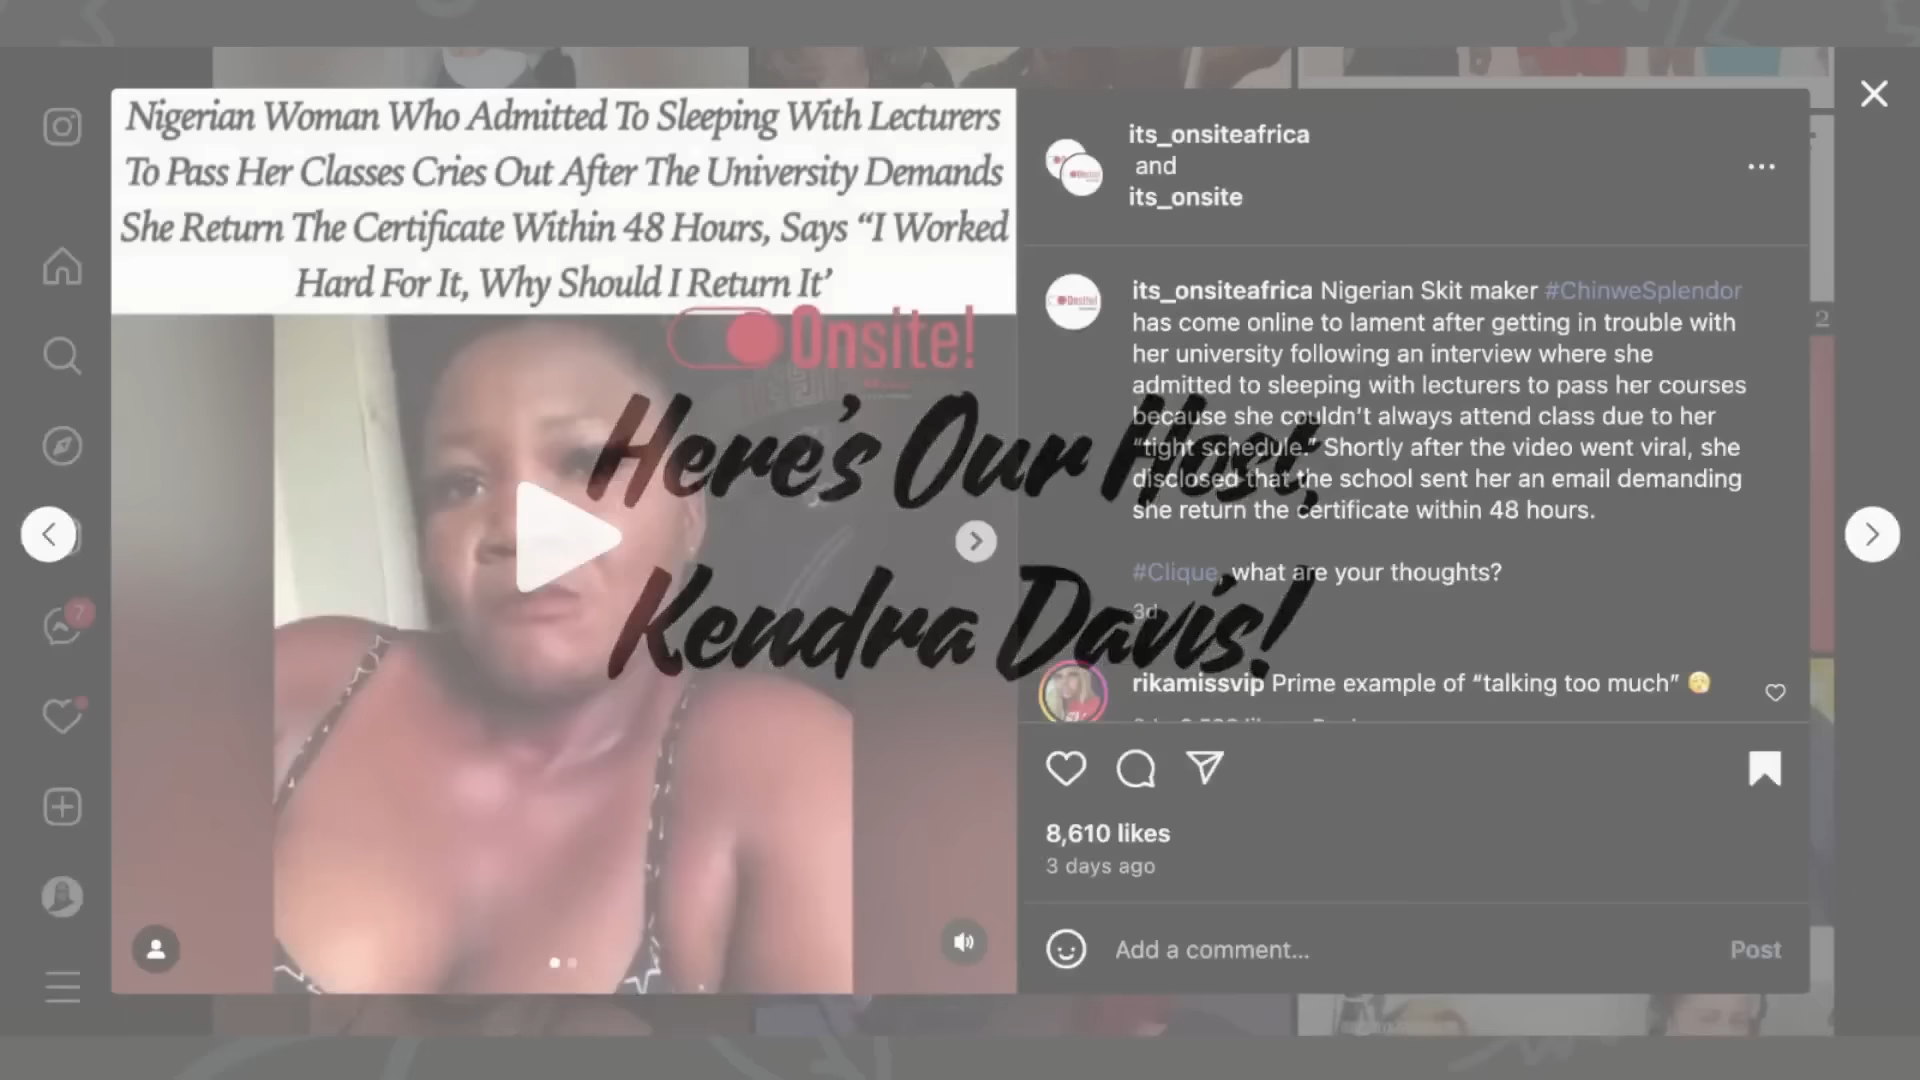 Nigerian Woman Who Admitted To Sleeping With Lecturers
To Pass Her Classes Cries Out After The University Demands
She Return The Certificate Within 48 Hours, Says “I Worked
Hard For It, Why Should I Return It’
Onsite!
Here's Our Host,
Kendra Davis!
its_onsiteafrica
and
its_onsite
its_onsiteafrica Nigerian Skit maker #ChinweSplendor
has come online to lament after getting in trouble with
her university following an interview where she
admitted to sleeping with lecturers to pass her courses
because she couldn't always attend class due to her
“tight schedule.” Shortly after the video went viral, she
disclosed that the school sent her an email demanding
she return the certificate within 48 hours.
#Clique, what are your thoughts?
3d
rikamissvip Prime example of “talking too much” 😮‍💨
8,610 likes
3 days ago
Add a comment...
Post
7
2